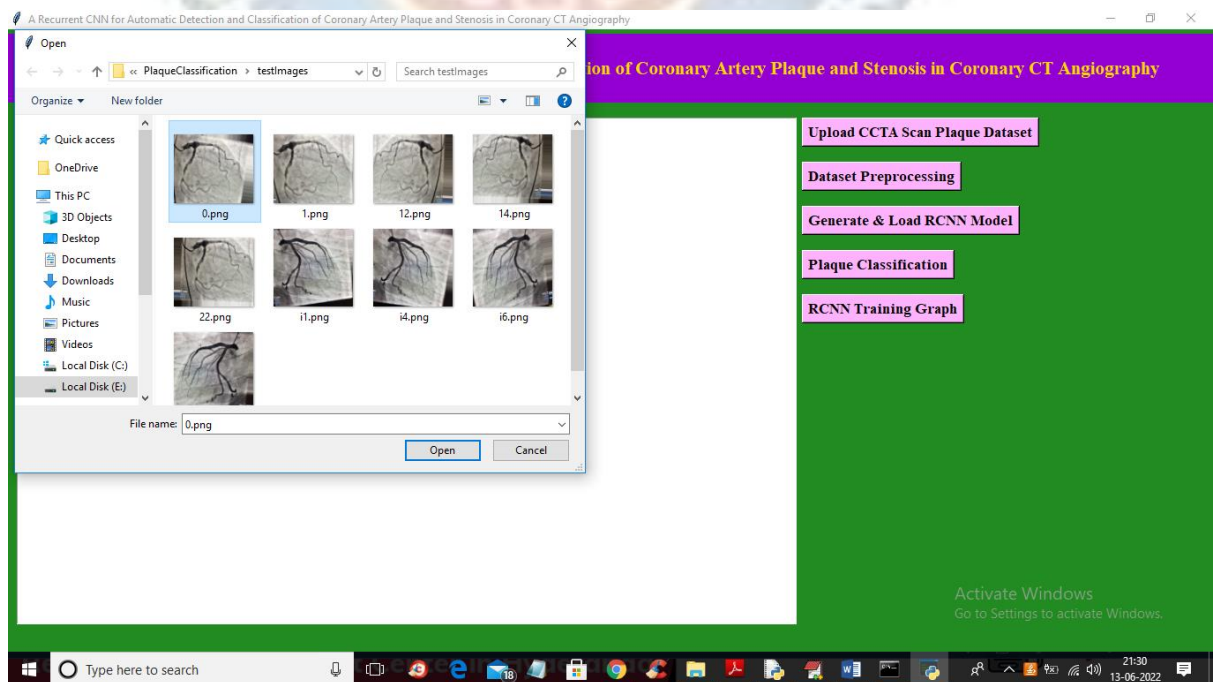 A Recurrent CNN for Automatic Detection and Classification of Coronary Artery Plaque and Stenosis in Coronary CT Angiography
Open
« PlaqueClassification › testImages
Search testImages
Organize
New folder
Quick access
OneDrive
This PC
3D Objects
Desktop
Documents
Downloads
Music
Pictures
Videos
Local Disk (C:)
Local Disk (E:)
0.png
1.png
12.png
14.png
22.png
i1.png
i4.png
i6.png
File name: 0.png
Open
Cancel
ion of Coronary Artery Plaque and Stenosis in Coronary CT Angiography
Upload CCTA Scan Plaque Dataset
Dataset Preprocessing
Generate & Load RCNN Model
Plaque Classification
RCNN Training Graph
Activate Windows
Go to Settings to activate Windows.
Type here to search
18
21:30
13-06-2022